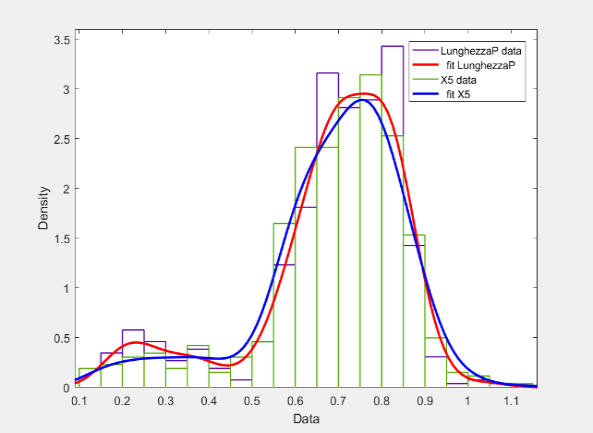 3.5
3
2.5
2
1.5
1
0.5
0
Density
LunghezzaP data
fit LunghezzaP
X5 data
fit X5
0.1 0.2 0.3 0.4 0.5 0.6 0.7 0.8 0.9 1 1.1
Data